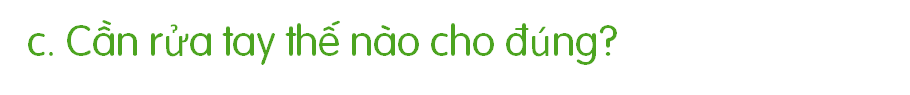 c. Cần rửa tay thế nào cho đúng?